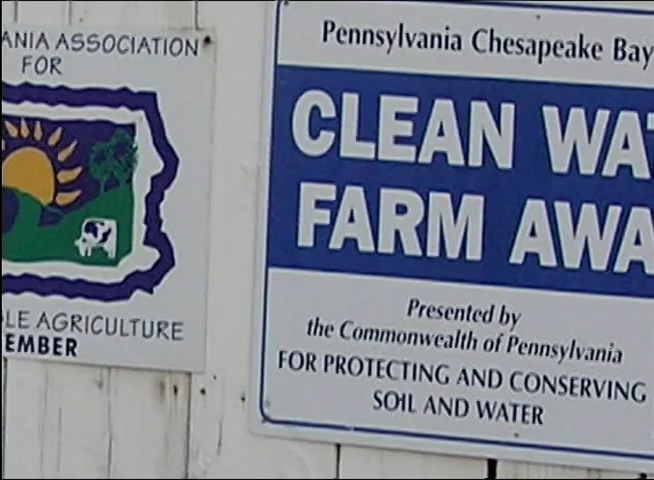 ANIA ASSOCIATION
FOR
LE AGRICULTURE
EMBER
Pennsylvania Chesapeake Bay
CLEAN WAT
FARM AWA
Presented by
the Commonwealth of Pennsylvania
FOR PROTECTING AND CONSERVING
SOIL AND WATER